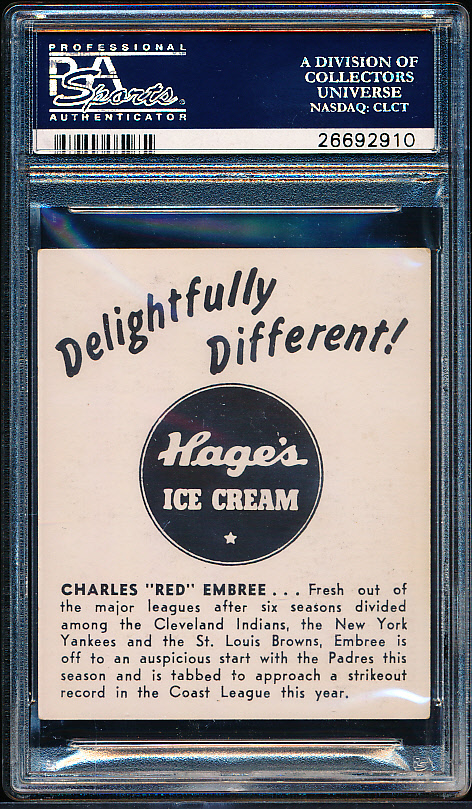 PROFESSIONAL
PSA
Sports®
AUTHENTICATOR
A DIVISION OF
COLLECTORS
UNIVERSE
NASDAQ: CLCT
26692910
Delightfully
Different!
Hage's
ICE CREAM
CHARLES "RED" EMBREE . . . Fresh out of
the major leagues after six seasons divided
among the Cleveland Indians, the New York
Yankees and the St. Louis Browns, Embree is
off to an auspicious start with the Padres this
season and is tabbed to approach a strikeout
record in the Coast League this year.